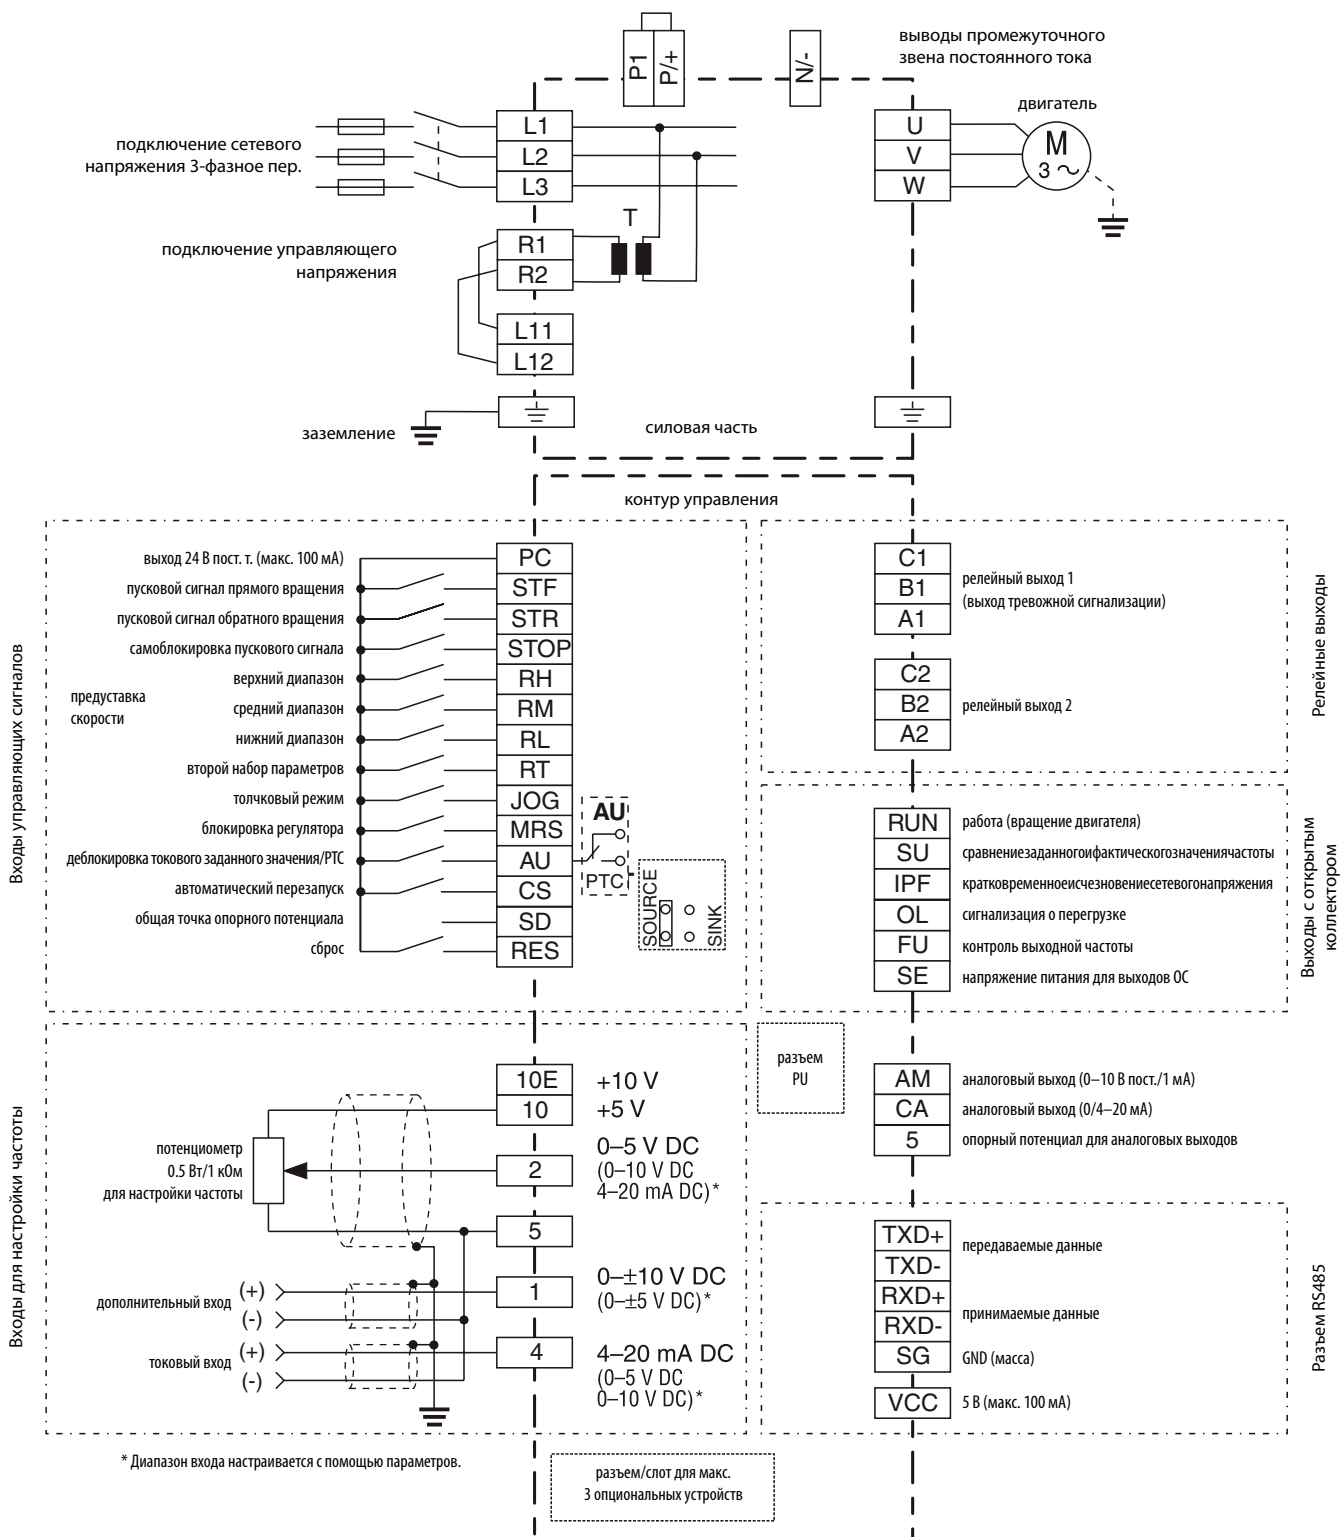 выводы промежуточного
звена постоянного тока
P1
P/+
N/-
двигатель
подключение сетевого
напряжения 3-фазное пер.
L1
L2
L3
U
V
W
M
3 ~
подключение управляющего
напряжения
T
R1
R2
L11
L12
заземление
силовая часть
контур управления
Входы управляющих сигналов
выход 24 В пост. т. (макс. 100 мА)
PC
пусковой сигнал прямого вращения
STF
пусковой сигнал обратного вращения
STR
самоблокировка пускового сигнала
STOP
предуставка
скорости
верхний диапазон
RH
средний диапазон
RM
нижний диапазон
RL
второй набор параметров
RT
толчковый режим
JOG
блокировка регулятора
MRS
деблокировка токового заданного значения/PTC
AU
автоматический перезапуск
CS
общая точка опорного потенциала
SD
сброс
RES
AU
PTC
SOURCE
SINK
Релейные выходы
C1
B1
A1
релейный выход 1
(выход тревожной сигнализации)
C2
B2
A2
релейный выход 2
Выходы с открытым
коллектором
RUN
работа (вращение двигателя)
SU
сравнениезаданногоифактическогозначениячастоты
IPF
кратковременноеисчезновениесетевогонапряжения
OL
сигнализация о перегрузке
FU
контроль выходной частоты
SE
напряжение питания для выходов ОС
Входы для настройки частоты
10E
+10 V
10
+5 V
потенциометр
0.5 Вт/1 кОм
для настройки частоты
2
0–5 V DC
(0–10 V DC
4–20 mA DC)*
5
дополнительный вход
(+)
(-)
1
0–±10 V DC
(0–±5 V DC)*
токовый вход
(+)
(-)
4
4–20 mA DC
(0–5 V DC
0–10 V DC)*
разъем
PU
AM
аналоговый выход (0–10 В пост./1 мА)
CA
аналоговый выход (0/4–20 мА)
5
опорный потенциал для аналоговых выходов
Разъем RS485
TXD+
TXD-
передаваемые данные
RXD+
RXD-
принимаемые данные
SG
GND (масса)
VCC
5 В (макс. 100 мА)
* Диапазон входа настраивается с помощью параметров.
разъем/слот для макс.
3 опциональных устройств